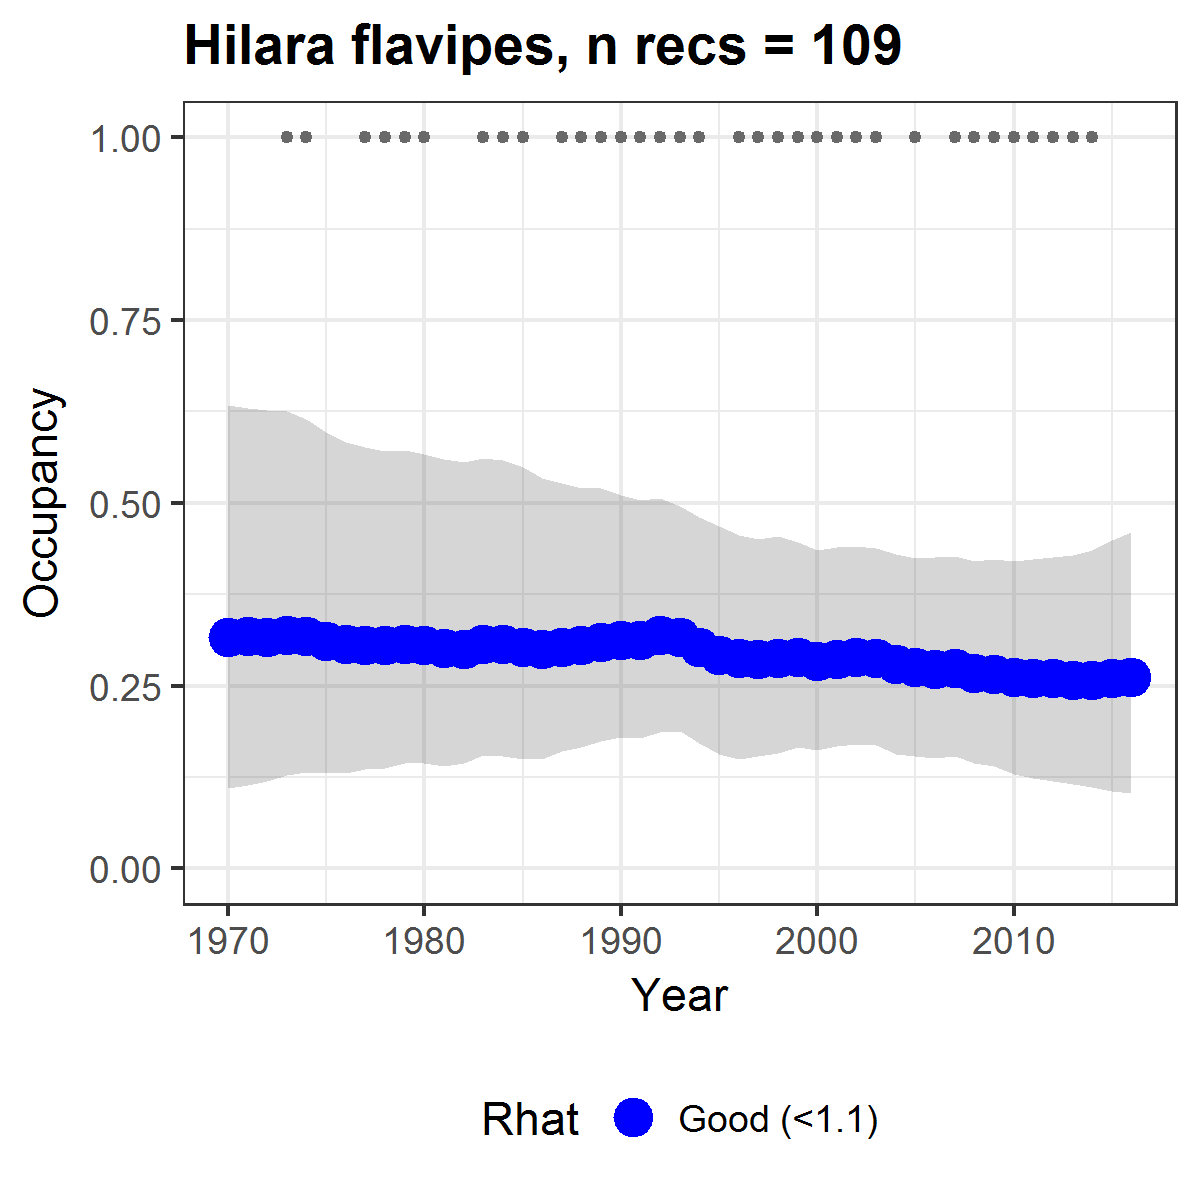 Hilara flavipes, n recs = 109
1.00
0.75
0.50
0.25
0.00
Occupancy
1970 1980 1990 2000 2010
Year
Rhat Good (<1.1)